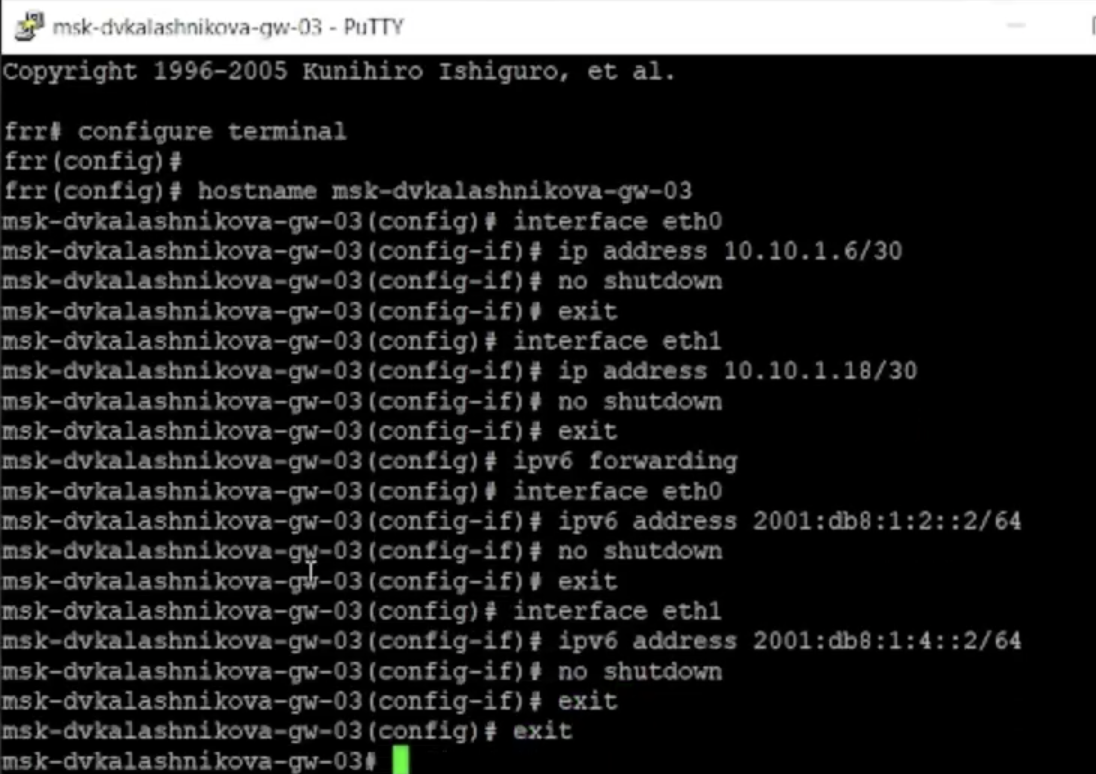 msk-dvkalashnikova-gw-03 - PuTTY
Copyright 1996-2005 Kunihiro Ishiguro, et al.
frr# configure terminal
frr(config)#
frr(config)# hostname msk-dvkalashnikova-gw-03
msk-dvkalashnikova-gw-03(config)# interface eth0
msk-dvkalashnikova-gw-03(config-if)# ip address 10.10.1.6/30
msk-dvkalashnikova-gw-03(config-if)# no shutdown
msk-dvkalashnikova-gw-03(config-if)# exit
msk-dvkalashnikova-gw-03(config)# interface eth1
msk-dvkalashnikova-gw-03(config-if)# ip address 10.10.1.18/30
msk-dvkalashnikova-gw-03(config-if)# no shutdown
msk-dvkalashnikova-gw-03(config-if)# exit
msk-dvkalashnikova-gw-03(config)# ipv6 forwarding
msk-dvkalashnikova-gw-03(config)# interface eth0
msk-dvkalashnikova-gw-03(config-if)# ipv6 address 2001:db8:1:2::2/64
msk-dvkalashnikova-gw-03(config-if)# no shutdown
msk-dvkalashnikova-gw-03(config-if)# exit
msk-dvkalashnikova-gw-03(config)# interface eth1
msk-dvkalashnikova-gw-03(config-if)# ipv6 address 2001:db8:1:4::2/64
msk-dvkalashnikova-gw-03(config-if)# no shutdown
msk-dvkalashnikova-gw-03(config-if)# exit
msk-dvkalashnikova-gw-03(config)# exit
msk-dvkalashnikova-gw-03#